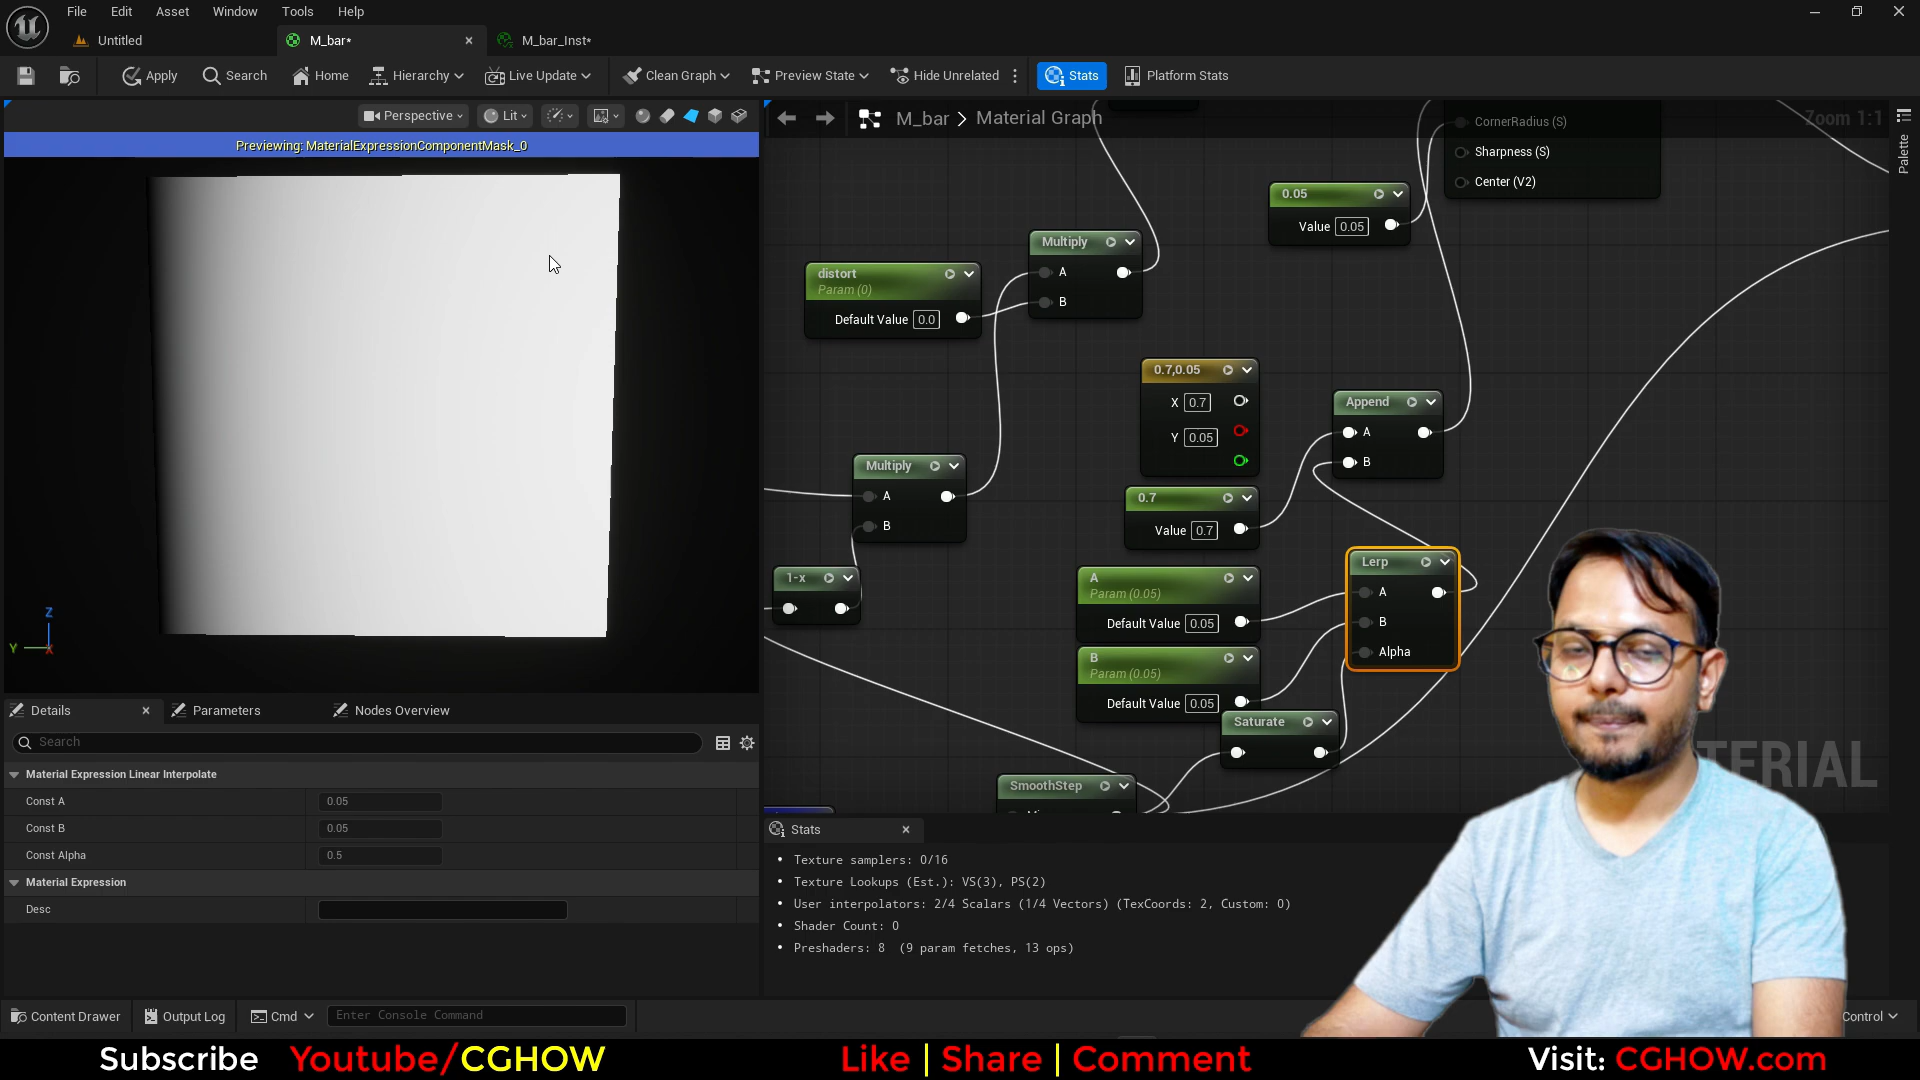 File Edit Asset Window Tools Help
Untitled M_bar* M_bar_Inst*
Apply Search Home Hierarchy Live Update Clean Graph Preview State Hide Unrelated Stats Platform Stats
Perspective Lit
Previewing: MaterialExpressionComponentMask_0
M_bar > Material Graph
Zoom 1:1
Palette
CornerRadius (S)
Sharpness (S)
Center (V2)
0.05
Value 0.05
Multiply
A
B
distort
Param (0)
Default Value 0.0
0.7,0.05
X 0.7
Y 0.05
Append
A
B
Multiply
A
B
0.7
Value 0.7
1-x
A
Param (0.05)
Default Value 0.05
B
Param (0.05)
Default Value 0.05
Lerp
A
B
Alpha
Saturate
SmoothStep
TERIAL
Z
Y
X
Details Parameters Nodes Overview
Search
Material Expression Linear Interpolate
Const A 0.05
Const B 0.05
Const Alpha 0.5
Material Expression
Desc
Stats
• Texture samplers: 0/16
• Texture Lookups (Est.): VS(3), PS(2)
• User interpolators: 2/4 Scalars (1/4 Vectors) (TexCoords: 2, Custom: 0)
• Shader Count: 0
• Preshaders: 8 (9 param fetches, 13 ops)
Content Drawer Output Log Cmd Enter Console Command Control
Subscribe Youtube/CGHOW Like | Share | Comment Visit: CGHOW.com